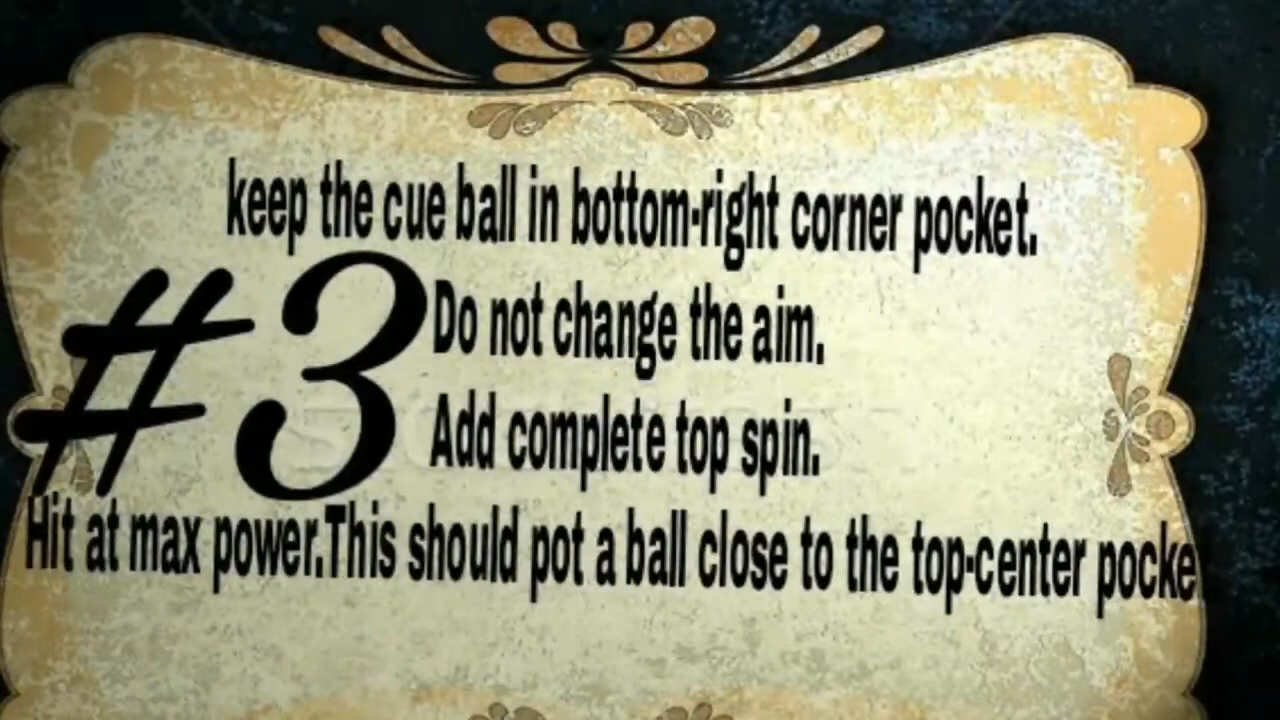 keep the cue ball in bottom-right corner pocket.
#3
Do not change the aim.
Add complete top spin.
Hit at max power.This should pot a ball close to the top-center pocke